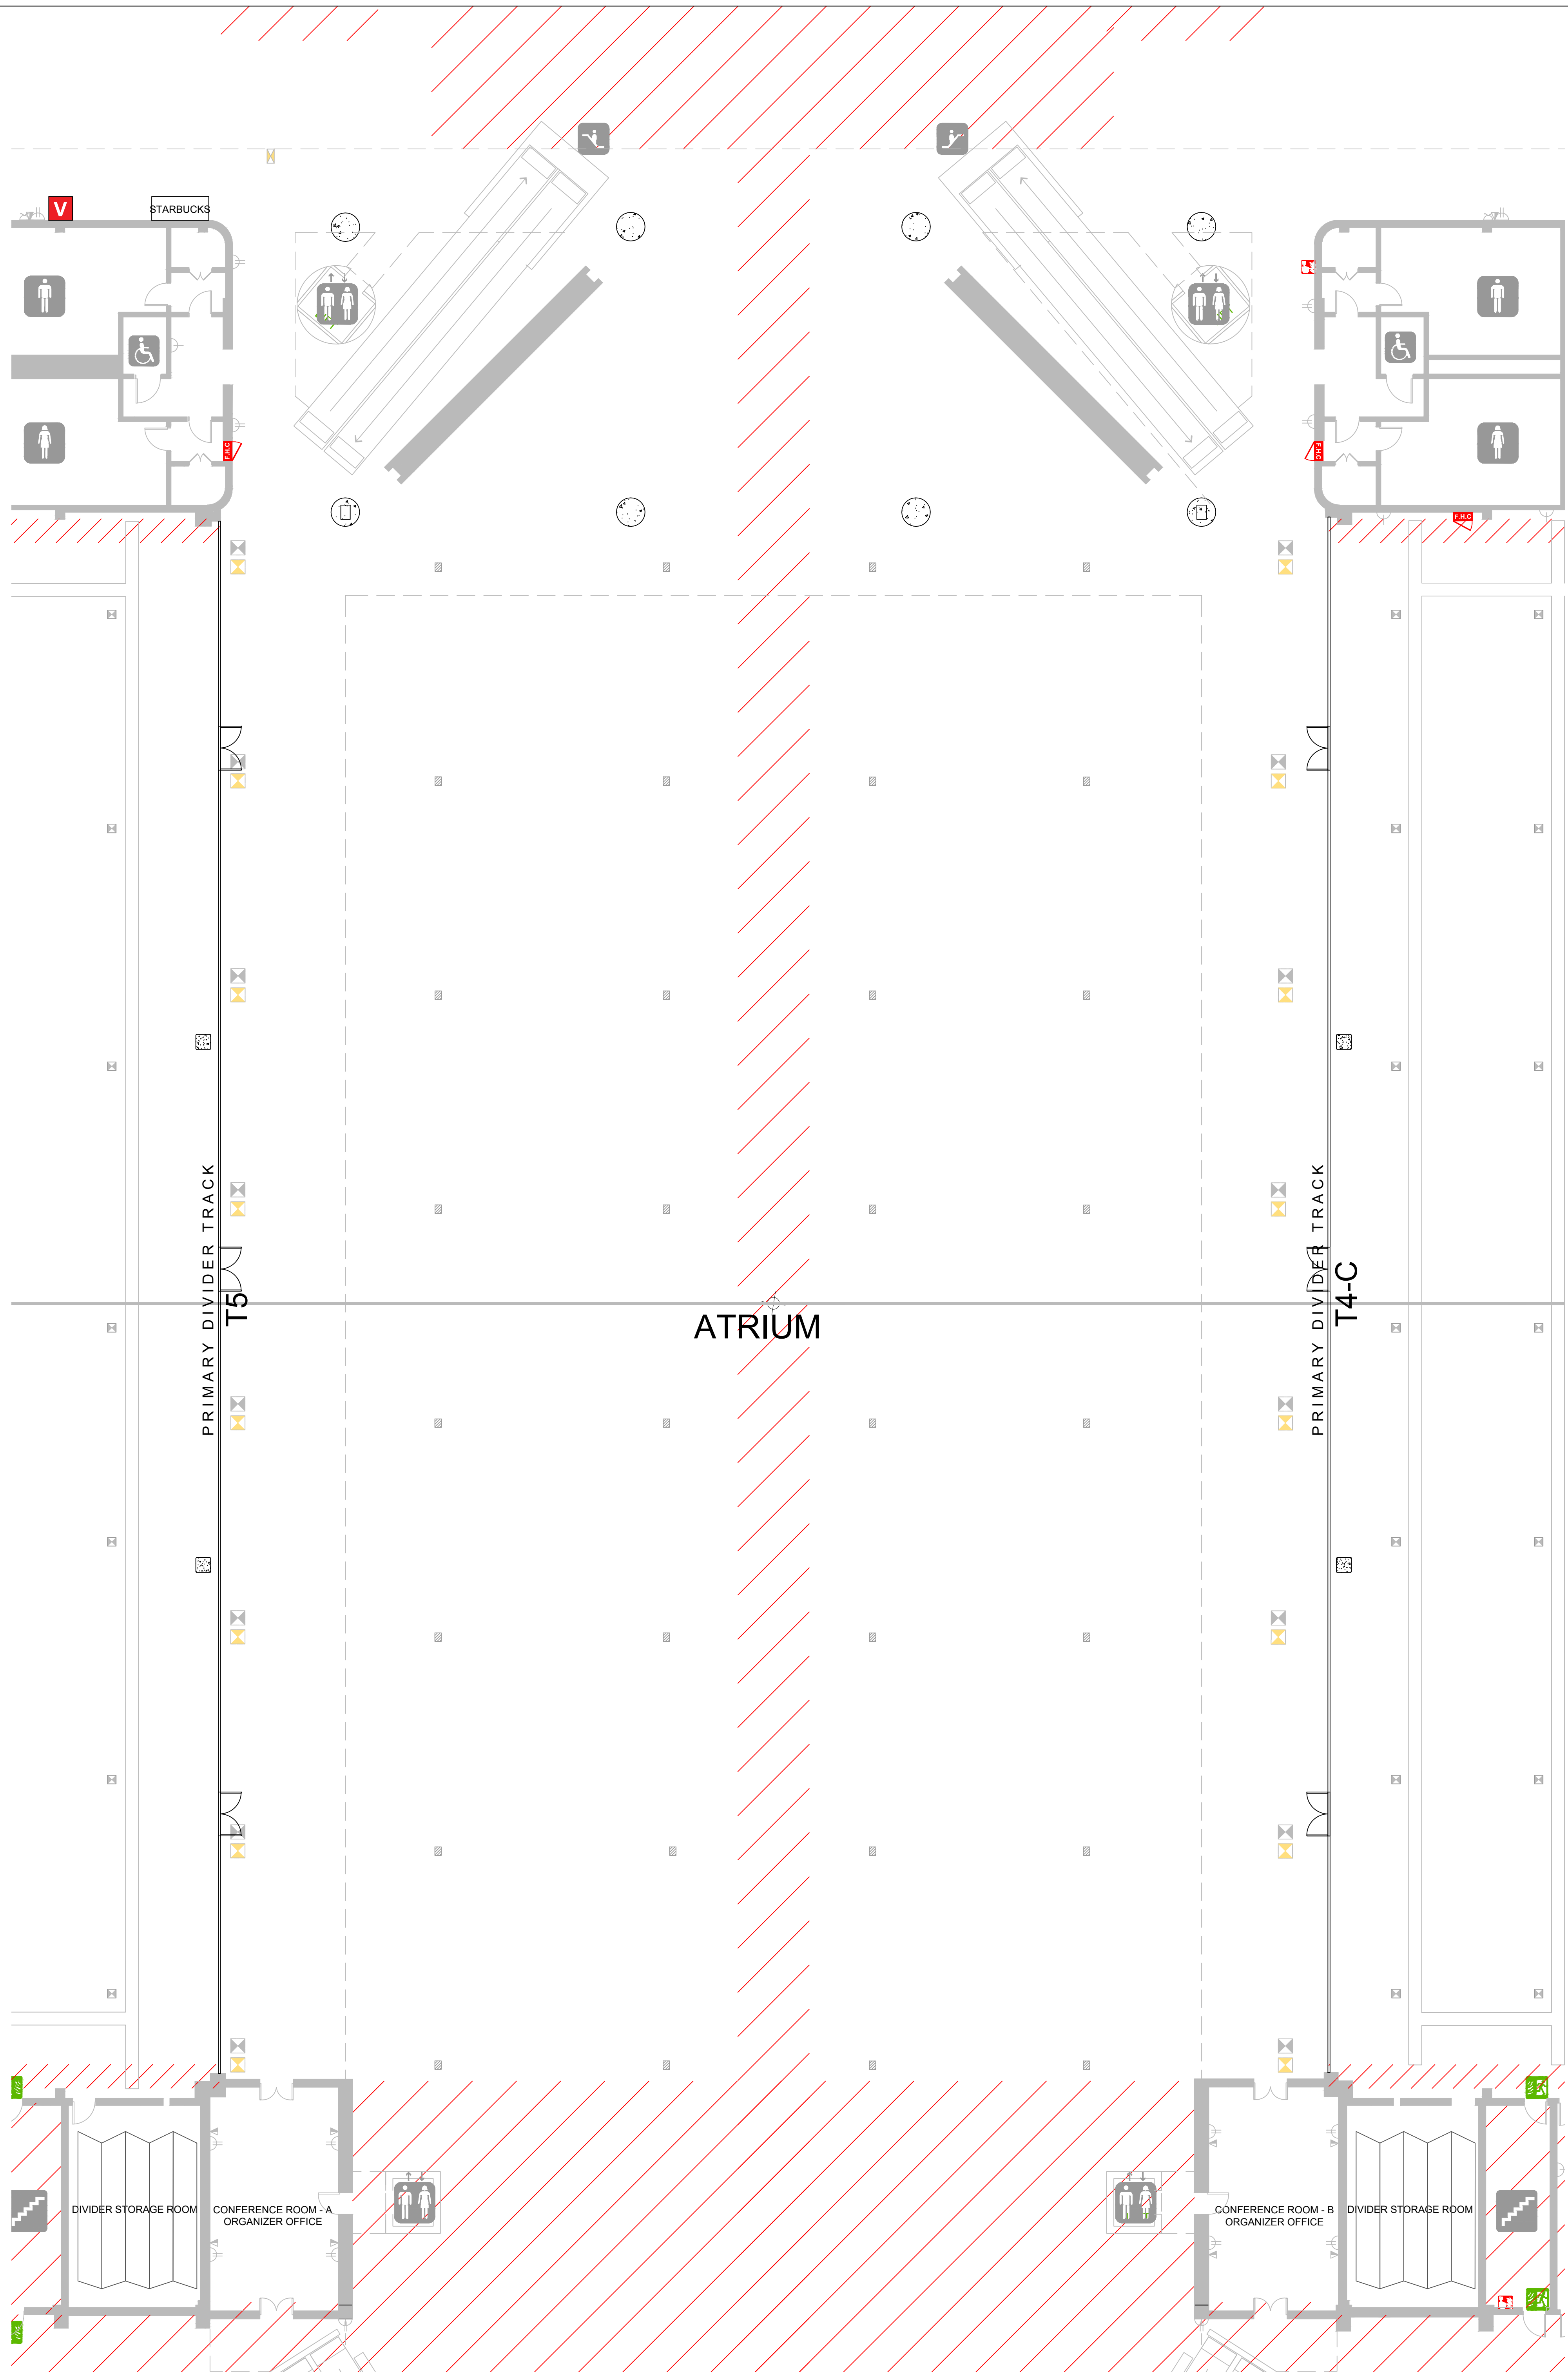 V
STARBUCKS
F.H.C
F.H.C
F.H.C
PRIMARY DIVIDER TRACK
T5
ATRIUM
PRIMARY DIVIDER TRACK
T4-C
DIVIDER STORAGE ROOM
CONFERENCE ROOM - A
ORGANIZER OFFICE
CONFERENCE ROOM - B
ORGANIZER OFFICE
DIVIDER STORAGE ROOM